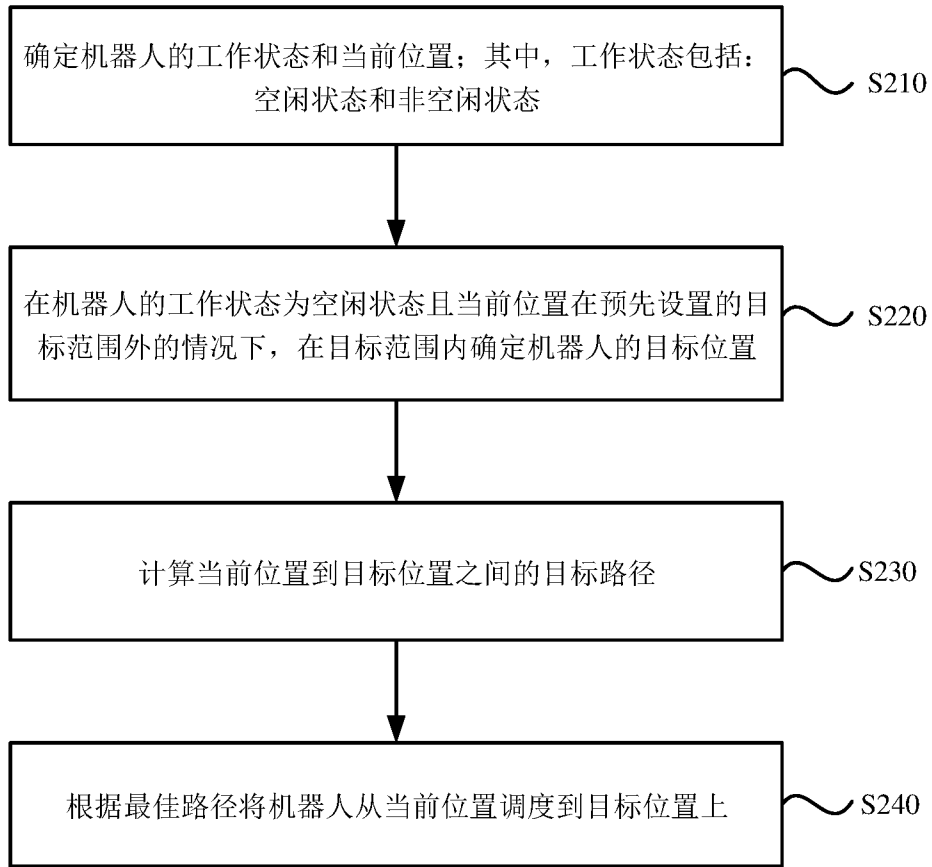 确定机器人的工作状态和当前位置；其中，工作状态包括：
空闲状态和非空闲状态
S210
在机器人的工作状态为空闲状态且当前位置在预先设置的目
标范围外的情况下，在目标范围内确定机器人的目标位置
S220
计算当前位置到目标位置之间的目标路径
S230
根据最佳路径将机器人从当前位置调度到目标位置上
S240